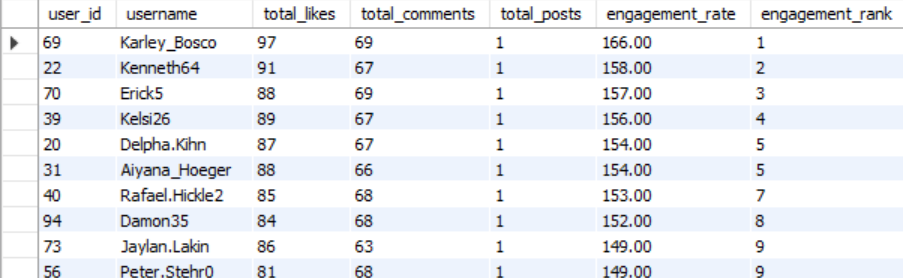 user_id username total_likes total_comments total_posts engagement_rate engagement_rank
69 Karley_Bosco 97 69 1 166.00 1
22 Kenneth64 91 67 1 158.00 2
70 Erick5 88 69 1 157.00 3
39 Kelsi26 89 67 1 156.00 4
20 Delpha.Kihn 87 67 1 154.00 5
31 Aiyana_Hoeger 88 66 1 154.00 5
40 Rafael.Hickle2 85 68 1 153.00 7
94 Damon35 84 68 1 152.00 8
73 Jaylan.Lakin 86 63 1 149.00 9
56 Peter.Stehr0 81 68 1 149.00 9